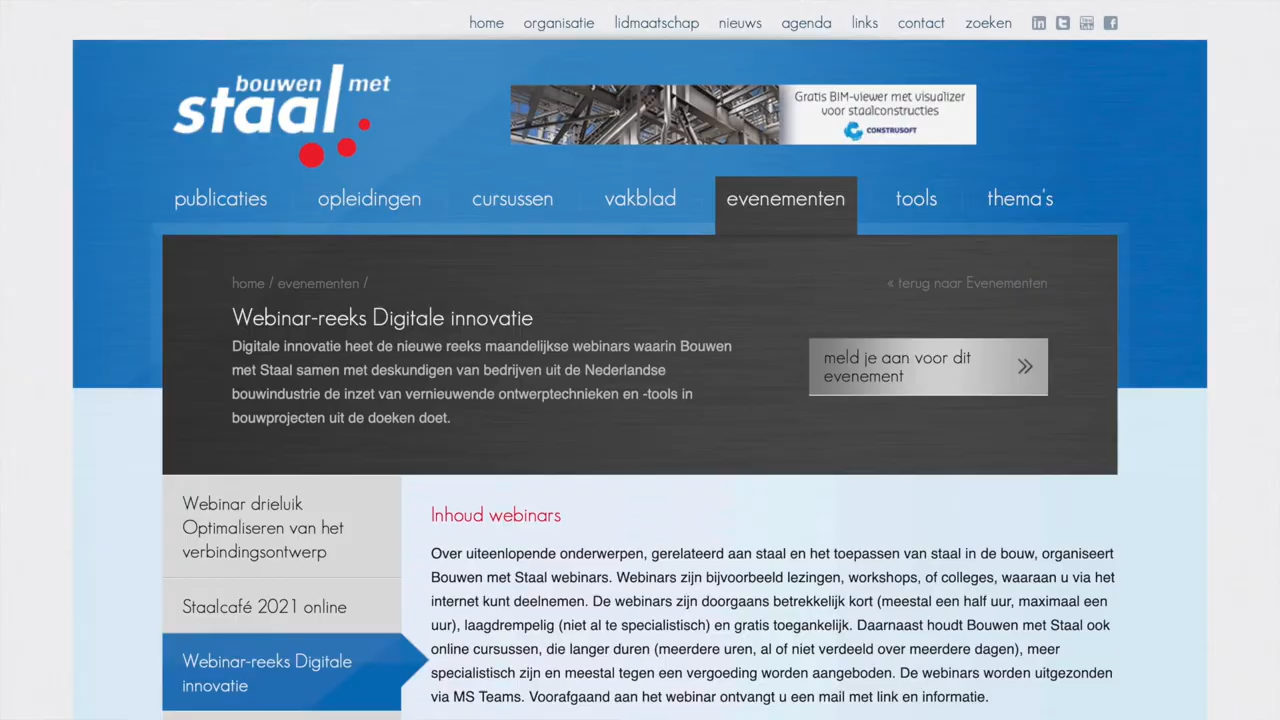 home organisatie lidmaatschap nieuws agenda links contact zoeken
bouwen met
staal
Gratis BIM-viewer met visualizer
voor staalconstructies
CONSTRUSOFT
publicaties opleidingen cursussen vakblad evenementen tools thema's
home / evenementen /
« terug naar Evenementen
Webinar-reeks Digitale innovatie
Digitale innovatie heet de nieuwe reeks maandelijkse webinars waarin Bouwen
met Staal samen met deskundigen van bedrijven uit de Nederlandse
bouwindustrie de inzet van vernieuwende ontwerptechnieken en -tools in
bouwprojecten uit de doeken doet.
meld je aan voor dit
evenement
Webinar drieluik
Optimaliseren van het
verbindingsontwerp
Staalcafé 2021 online
Webinar-reeks Digitale
innovatie
Inhoud webinars
Over uiteenlopende onderwerpen, gerelateerd aan staal en het toepassen van staal in de bouw, organiseert
Bouwen met Staal webinars. Webinars zijn bijvoorbeeld lezingen, workshops, of colleges, waaraan u via het
internet kunt deelnemen. De webinars zijn doorgaans betrekkelijk kort (meestal een half uur, maximaal een
uur), laagdrempelig (niet al te specialistisch) en gratis toegankelijk. Daarnaast houdt Bouwen met Staal ook
online cursussen, die langer duren (meerdere uren, al of niet verdeeld over meerdere dagen), meer
specialistisch zijn en meestal tegen een vergoeding worden aangeboden. De webinars worden uitgezonden
via MS Teams. Voorafgaand aan het webinar ontvangt u een mail met link en informatie.